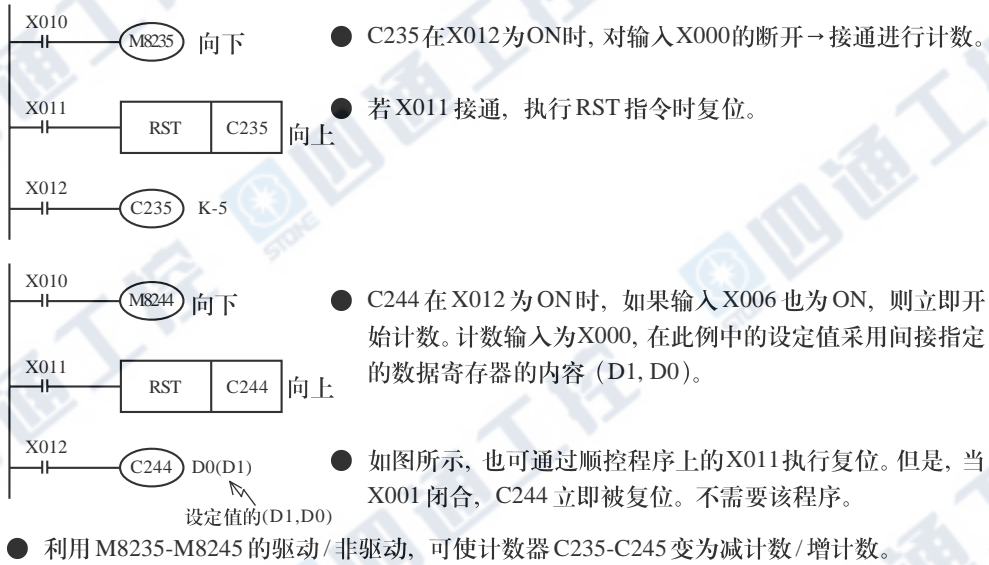 X010
M8235 向下
● C235在X012为ON时, 对输入X000的断开→接通进行计数。
X011
RST C235 向上
● 若X011接通, 执行RST指令时复位。
X012
C235 K-5
X010
M8244 向下
● C244在X012为ON时, 如果输入X006也为ON, 则立即开
始计数。计数输入为X000, 在此例中的设定值采用间接指定
的数据寄存器的内容 (D1, D0)。
X011
RST C244 向上
X012
C244 D0(D1)
设定值的(D1,D0)
● 如图所示, 也可通过顺控程序上的X011执行复位。但是, 当
X001闭合, C244立即被复位。不需要该程序。
● 利用M8235-M8245的驱动/非驱动, 可使计数器C235-C245变为减计数/增计数。
四通工控
STONE